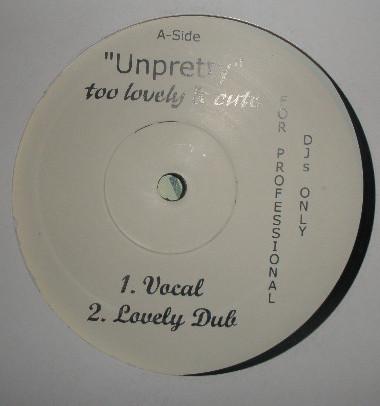 A-Side
"Unpretty"
too lovely & cute
FOR PROFESSIONAL
DJs ONLY
1. Vocal
2. Lovely Dub